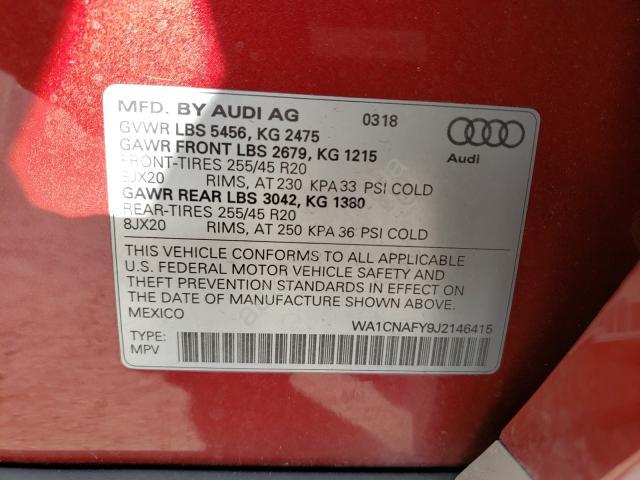 MFD. BY AUDI AG 0318
GVWR LBS 5456, KG 2475
GAWR FRONT LBS 2679, KG 1215
FRONT-TIRES 255/45 R20
8JX20 RIMS, AT 230 KPA 33 PSI COLD
GAWR REAR LBS 3042, KG 1380
REAR-TIRES 255/45 R20
8JX20 RIMS, AT 250 KPA 36 PSI COLD
Audi
THIS VEHICLE CONFORMS TO ALL APPLICABLE
U.S. FEDERAL MOTOR VEHICLE SAFETY AND
THEFT PREVENTION STANDARDS IN EFFECT ON
THE DATE OF MANUFACTURE SHOWN ABOVE.
MEXICO
WA1CNAFY9J2146415
TYPE:
MPV